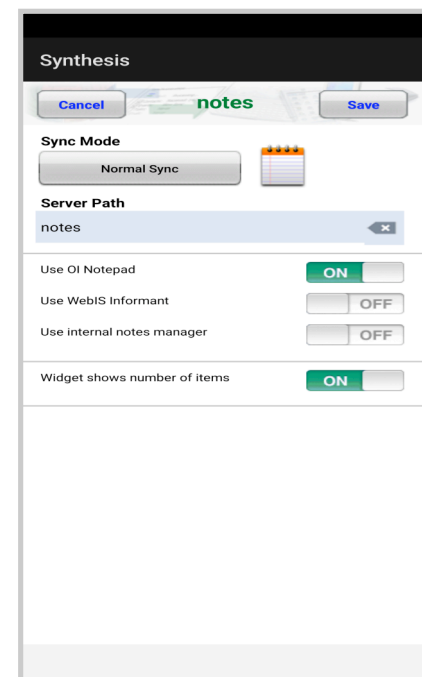 Synthesis
Cancel notes Save
Sync Mode
Normal Sync
Server Path
notes
Use OI Notepad ON
Use WebIS Informant OFF
Use internal notes manager OFF
Widget shows number of items ON